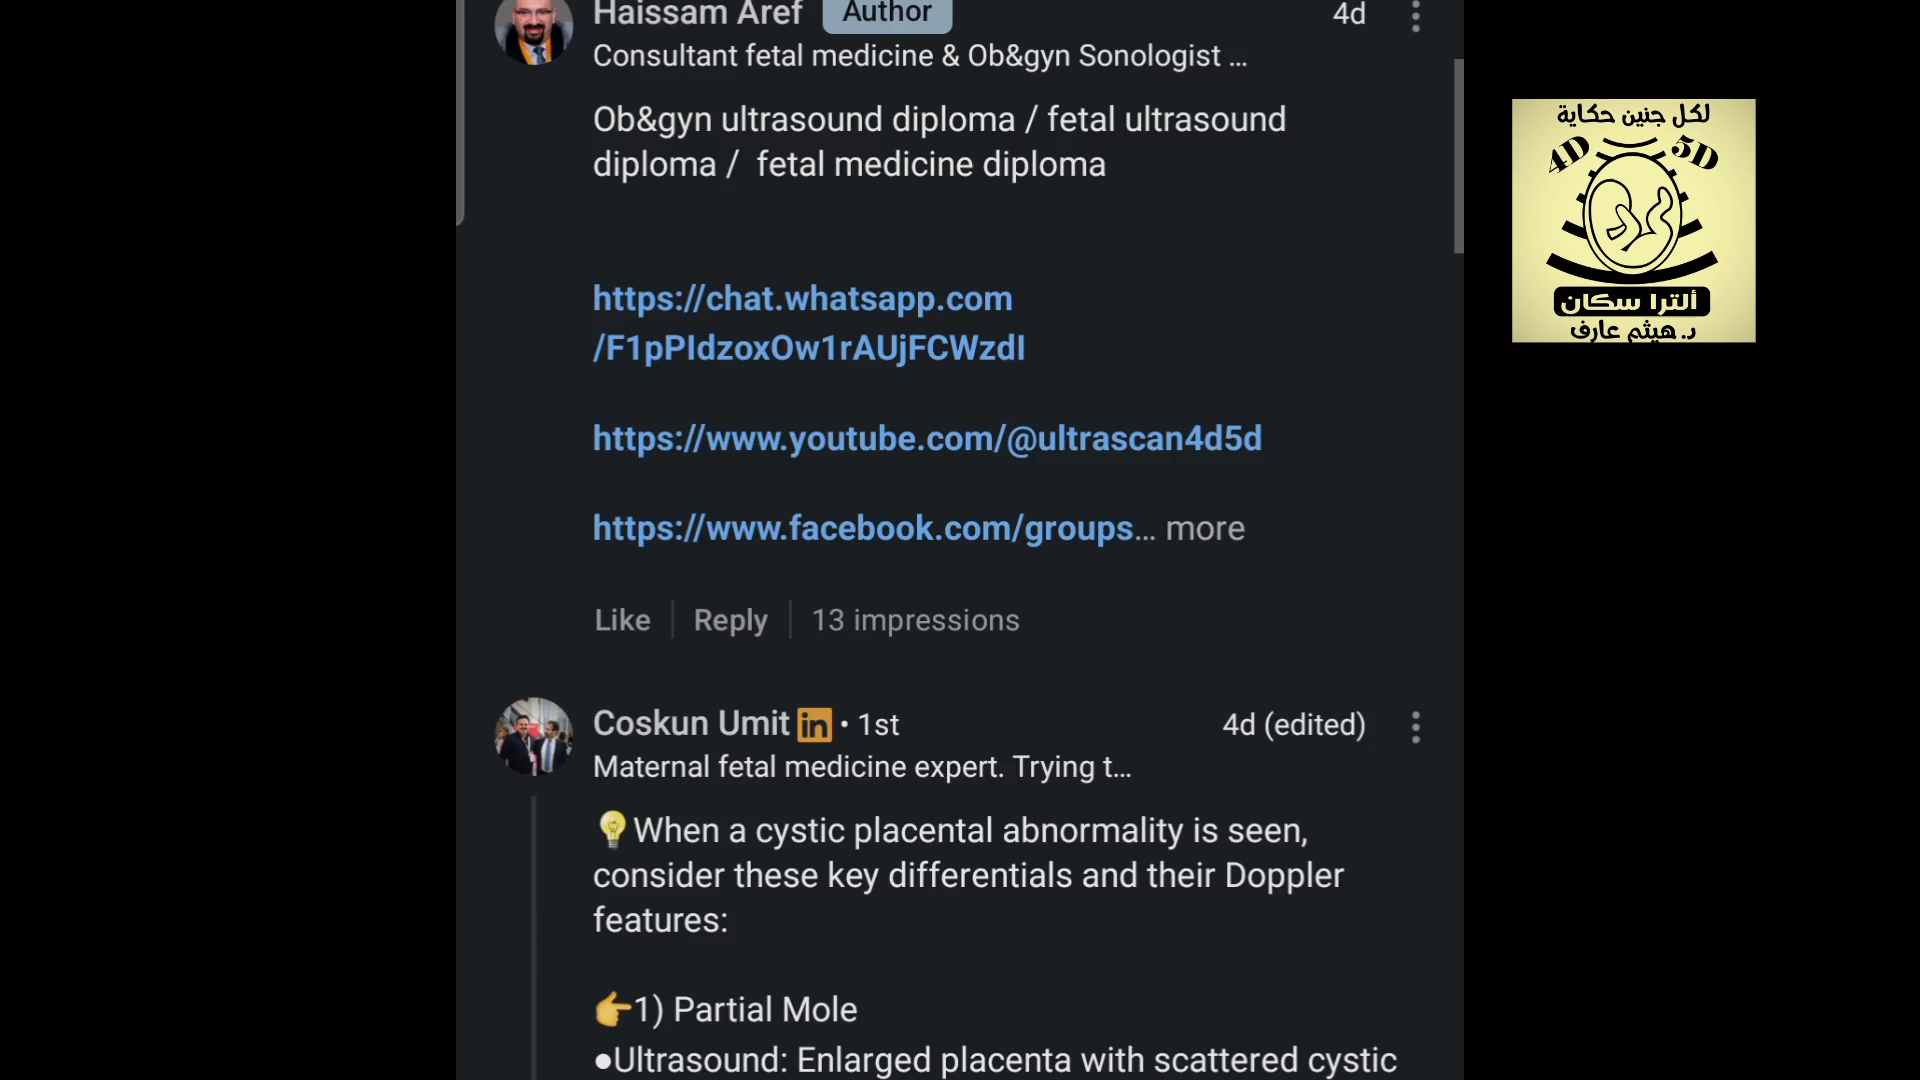 Haissam Aref Author 4d
Consultant fetal medicine & Ob&gyn Sonologist ...
Ob&gyn ultrasound diploma / fetal ultrasound
diploma /  fetal medicine diploma
https://chat.whatsapp.com
/F1pPIdzoxOw1rAUjFCWzdI
https://www.youtube.com/@ultrascan4d5d
https://www.facebook.com/groups... more
Like Reply 13 impressions
Coskun Umit in • 1st 4d (edited)
Maternal fetal medicine expert. Trying t...
💡When a cystic placental abnormality is seen,
consider these key differentials and their Doppler
features:
👉1) Partial Mole
●Ultrasound: Enlarged placenta with scattered cystic
لكل جنين حكاية
4D 5D
ألترا سكان
د. هيثم عارف